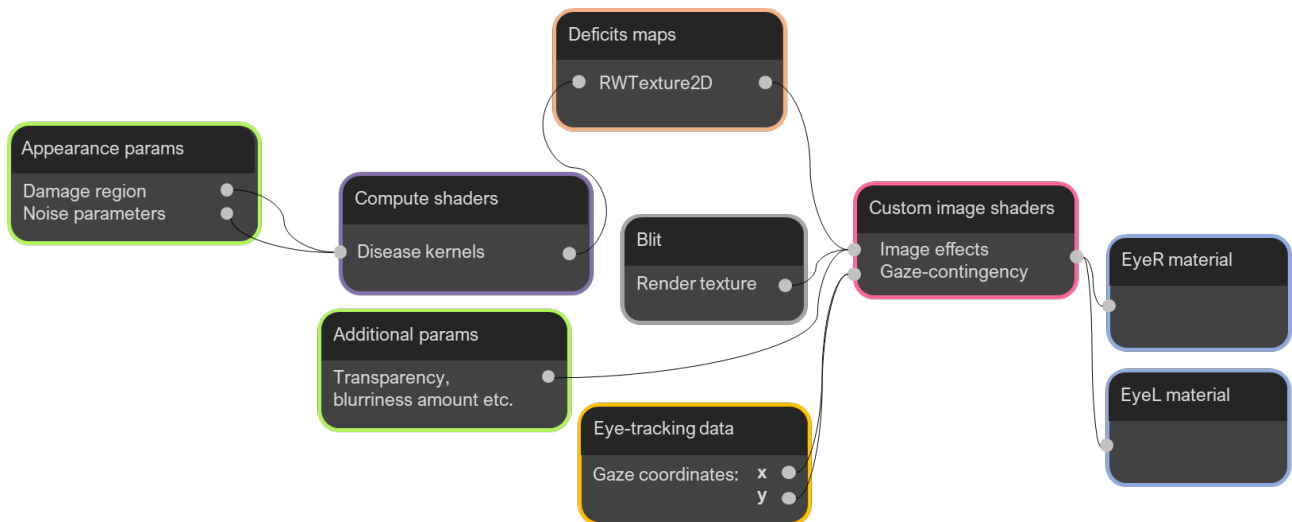 Deficits maps
RWTexture2D
Appearance params
Damage region
Noise parameters
Compute shaders
Disease kernels
Blit
Render texture
Custom image shaders
Image effects
Gaze-contingency
EyeR material
Additional params
Transparency,
blurriness amount etc.
EyeL material
Eye-tracking data
Gaze coordinates: x
y